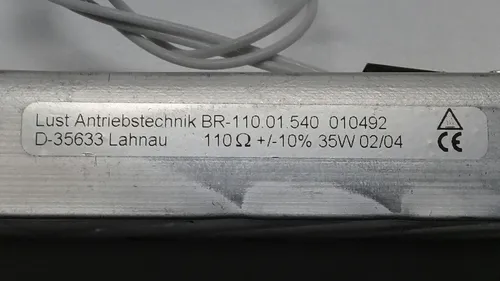 Lust Antriebstechnik BR-110.01.540 010492
D-35633 Lahnau 110Ω +/-10% 35W 02/04
CE